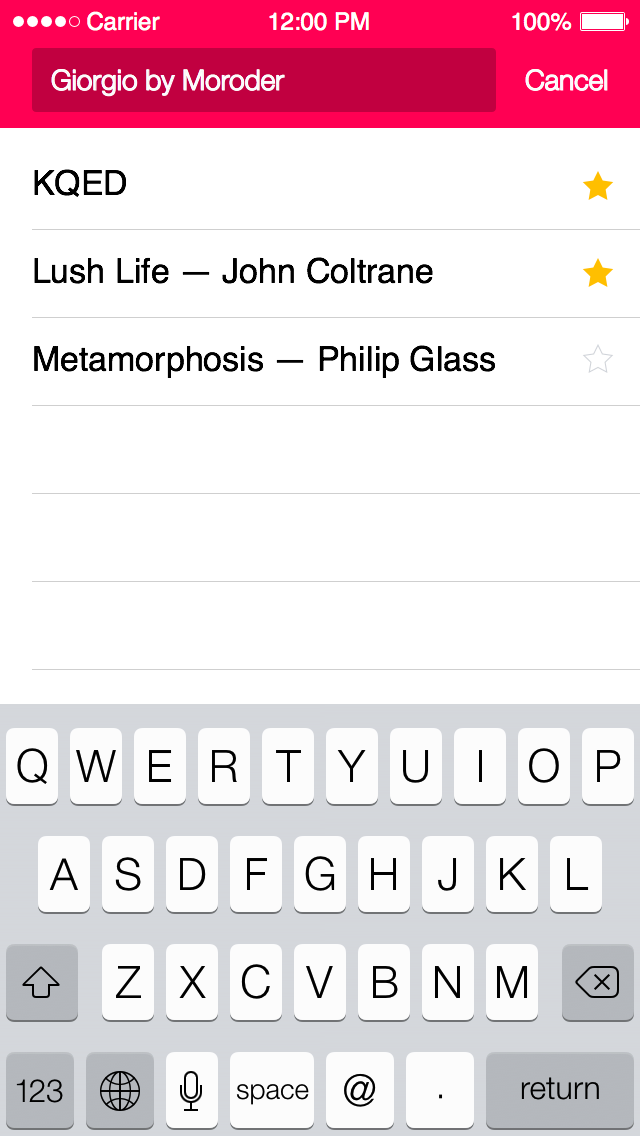 Carrier 12:00 PM 100%
Giorgio by Moroder Cancel
KQED
Lush Life — John Coltrane
Metamorphosis — Philip Glass
Q W E R T Y U I O P
A S D F G H J K L
Z X C V B N M
123 space @ . return